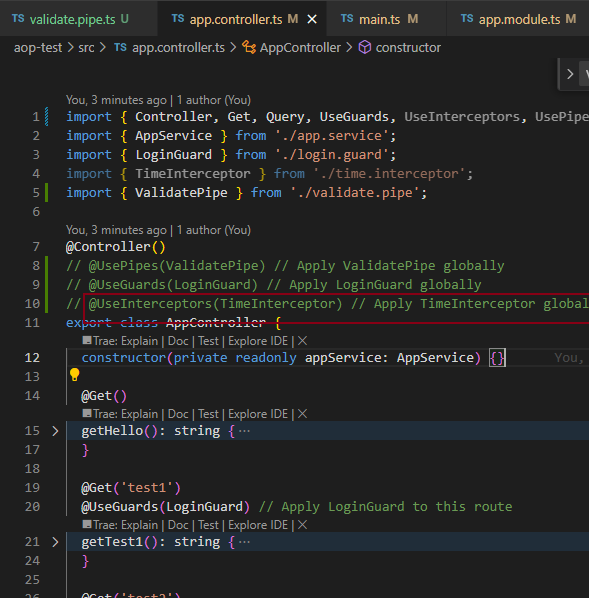 TS validate.pipe.ts U TS app.controller.ts M TS main.ts M TS app.module.ts M
aop-test > src > TS app.controller.ts > AppController > constructor
You, 3 minutes ago | 1 author (You)
1 import { Controller, Get, Query, UseGuards, UseInterceptors, UsePipe
2 import { AppService } from './app.service';
3 import { LoginGuard } from './login.guard';
4 import { TimeInterceptor } from './time.interceptor';
5 import { ValidatePipe } from './validate.pipe';
6
You, 3 minutes ago | 1 author (You)
7 @Controller()
8 // @UsePipes(ValidatePipe) // Apply ValidatePipe globally
9 // @UseGuards(LoginGuard) // Apply LoginGuard globally
10 // @UseInterceptors(TimeInterceptor) // Apply TimeInterceptor global
11 export class AppController {
Trae: Explain | Doc | Test | Explore IDE | X
12 constructor(private readonly appService: AppService) {} You,
13
14 @Get()
Trae: Explain | Doc | Test | Explore IDE | X
15 getHello(): string { ···
17 }
18
19 @Get('test1')
20 @UseGuards(LoginGuard) // Apply LoginGuard to this route
Trae: Explain | Doc | Test | Explore IDE | X
21 getTest1(): string { ···
24 }
25
26 @Get('test2')